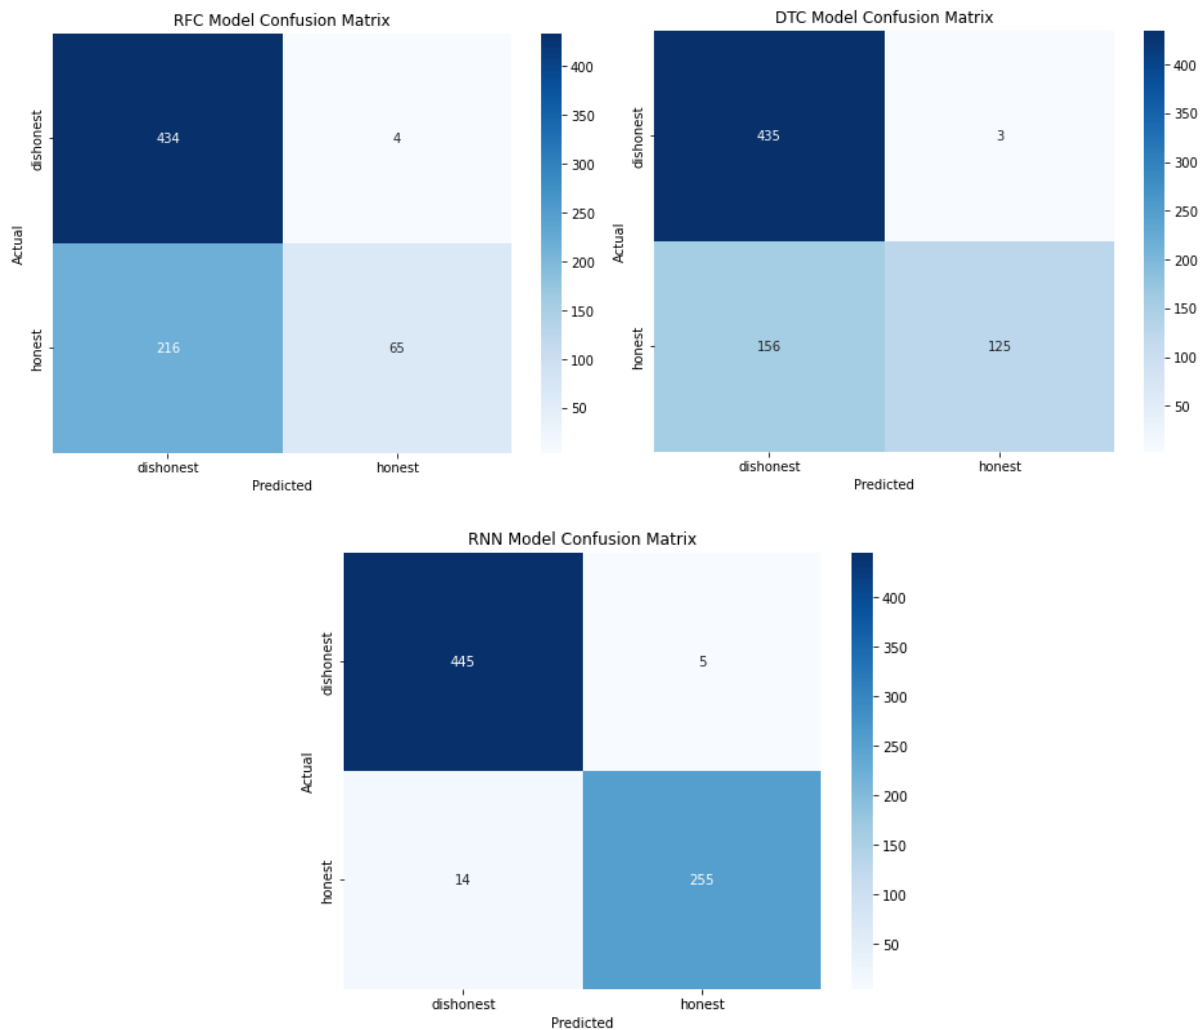 RFC Model Confusion Matrix
dishonest
434
4
400
350
300
250
200
150
100
50
Actual
honest
216
65
dishonest
honest
Predicted
DTC Model Confusion Matrix
dishonest
435
3
400
350
300
250
200
150
100
50
Actual
honest
156
125
dishonest
honest
Predicted
RNN Model Confusion Matrix
dishonest
445
5
400
350
300
250
200
150
100
50
Actual
honest
14
255
dishonest
honest
Predicted